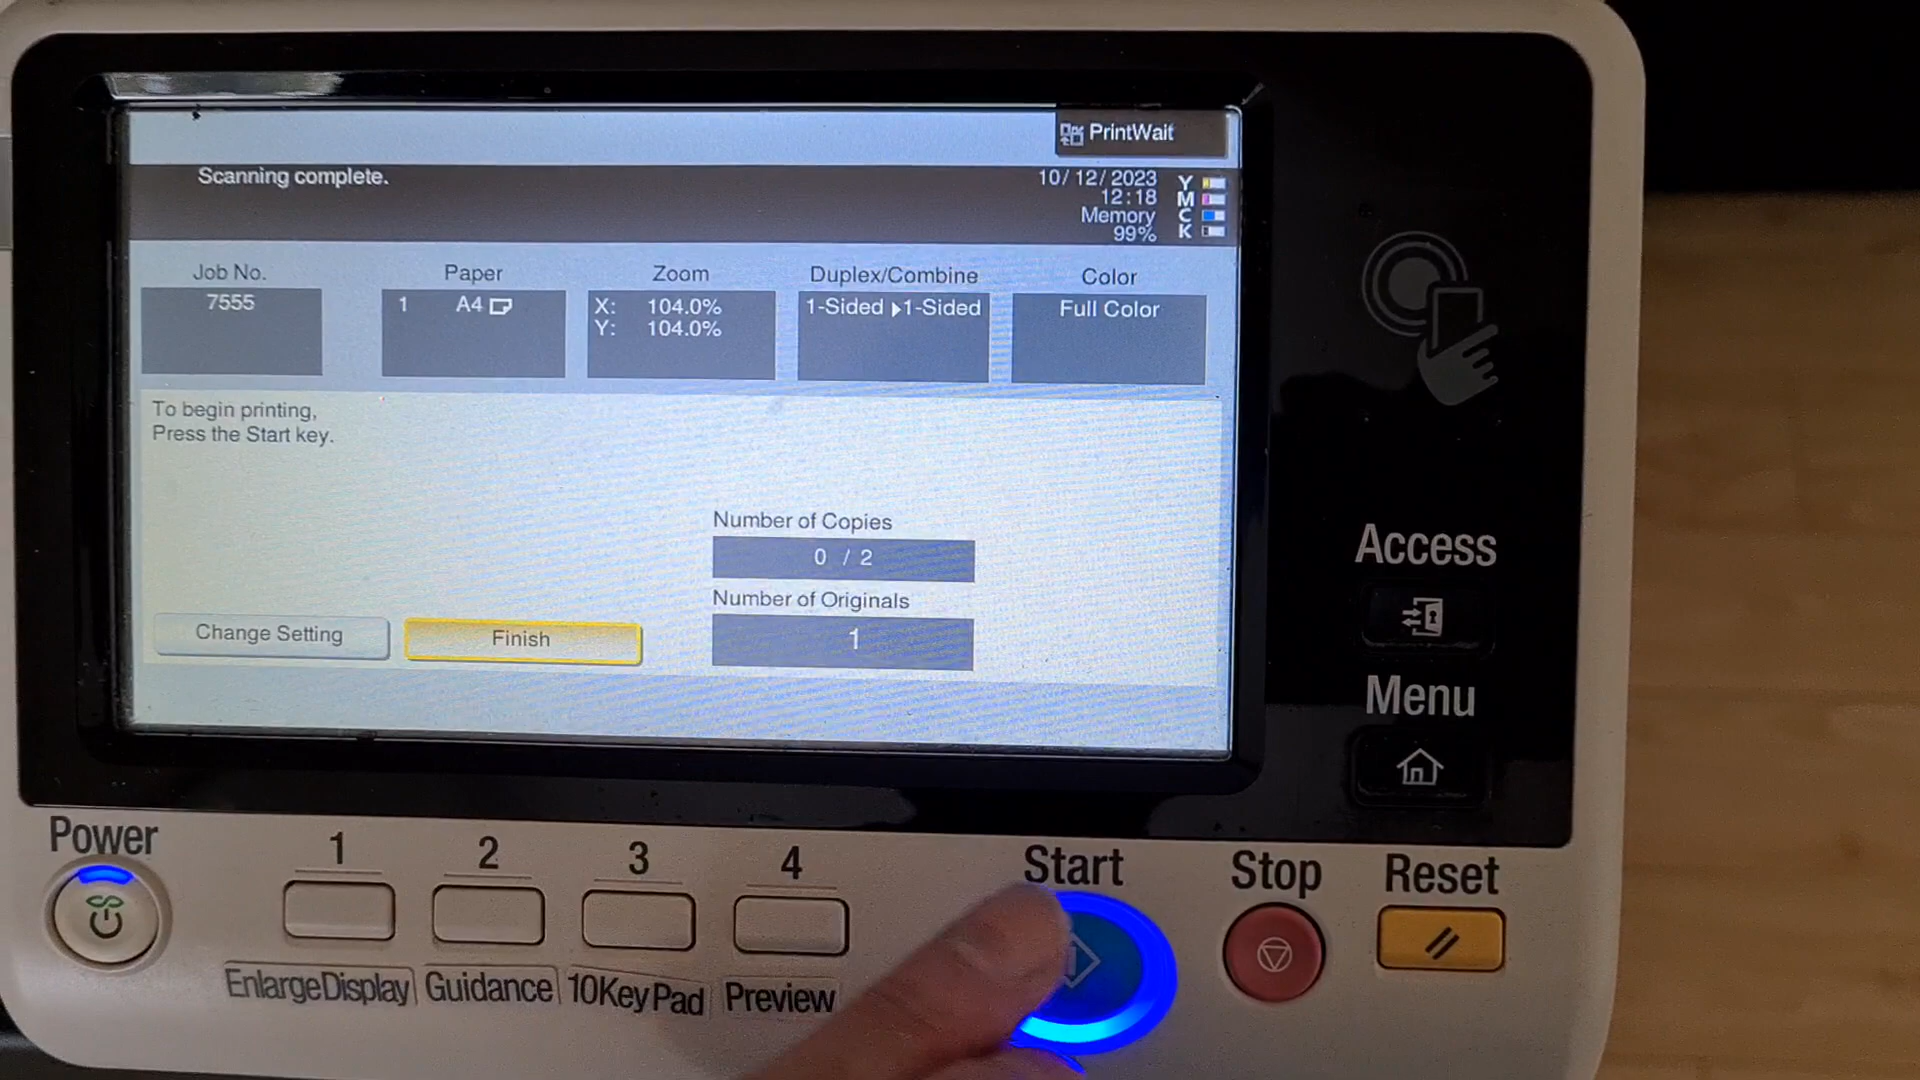 PrintWait
Scanning complete.
10/12/2023
12:18
Memory
99%
Y
M
C
K
Job No.
7555
Paper
1 A4
Zoom
X: 104.0%
Y: 104.0%
Duplex/Combine
1-Sided ▶1-Sided
Color
Full Color
To begin printing,
Press the Start key.
Number of Copies
0 / 2
Number of Originals
1
Change Setting
Finish
Access
Menu
Power
1
2
3
4
Start
Stop
Reset
EnlargeDisplay
Guidance
10KeyPad
Preview